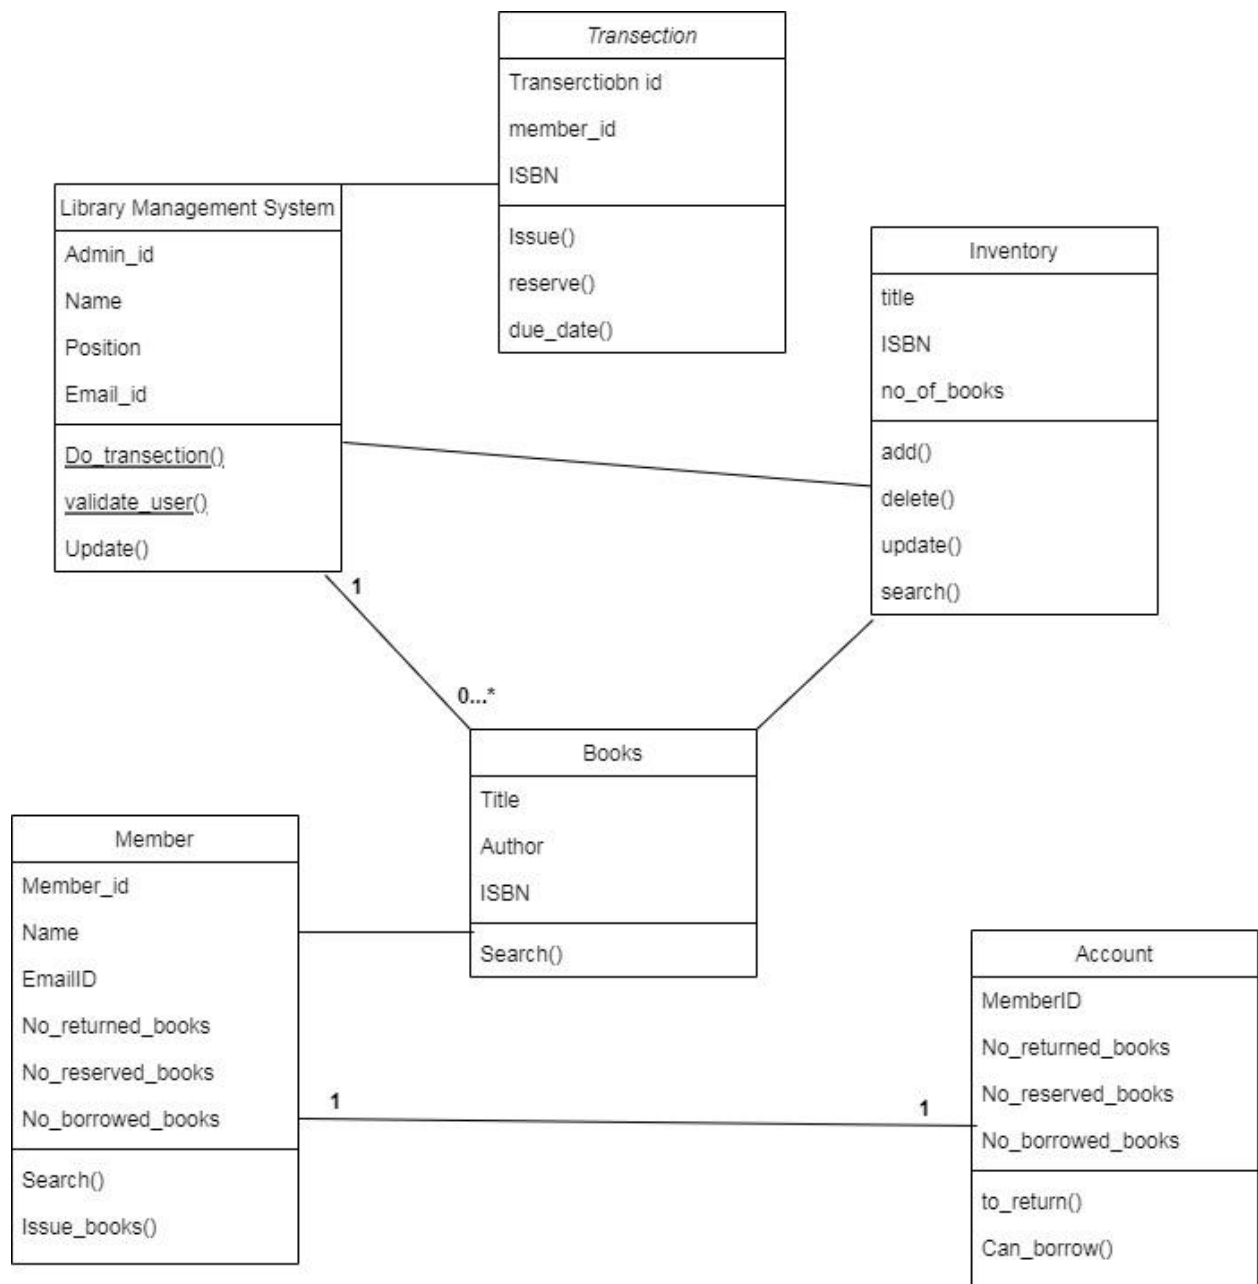 Transection
Transerctiobn id
member_id
ISBN
Issue()
reserve()
due_date()
Library Management System
Admin_id
Name
Position
Email_id
Do_transection()
validate_user()
Update()
Inventory
title
ISBN
no_of_books
add()
delete()
update()
search()
1
0...*
Books
Title
Author
ISBN
Search()
Member
Member_id
Name
EmailID
No_returned_books
No_reserved_books
No_borrowed_books
Search()
Issue_books()
1
1
Account
MemberID
No_returned_books
No_reserved_books
No_borrowed_books
to_return()
Can_borrow()